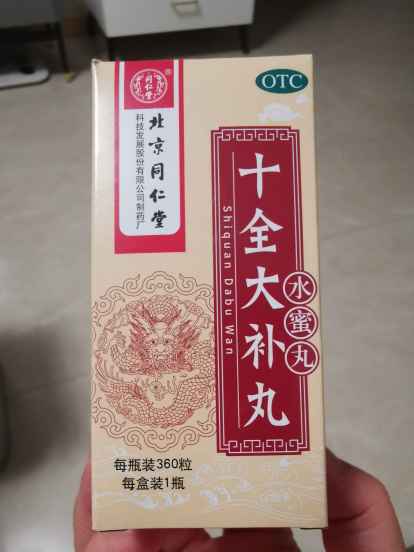 同仁堂
北京同仁堂
科技发展股份有限公司制药厂
OTC
十全大补丸
Shiquan Dabu Wan
水蜜丸
每瓶装360粒
每盒装1瓶